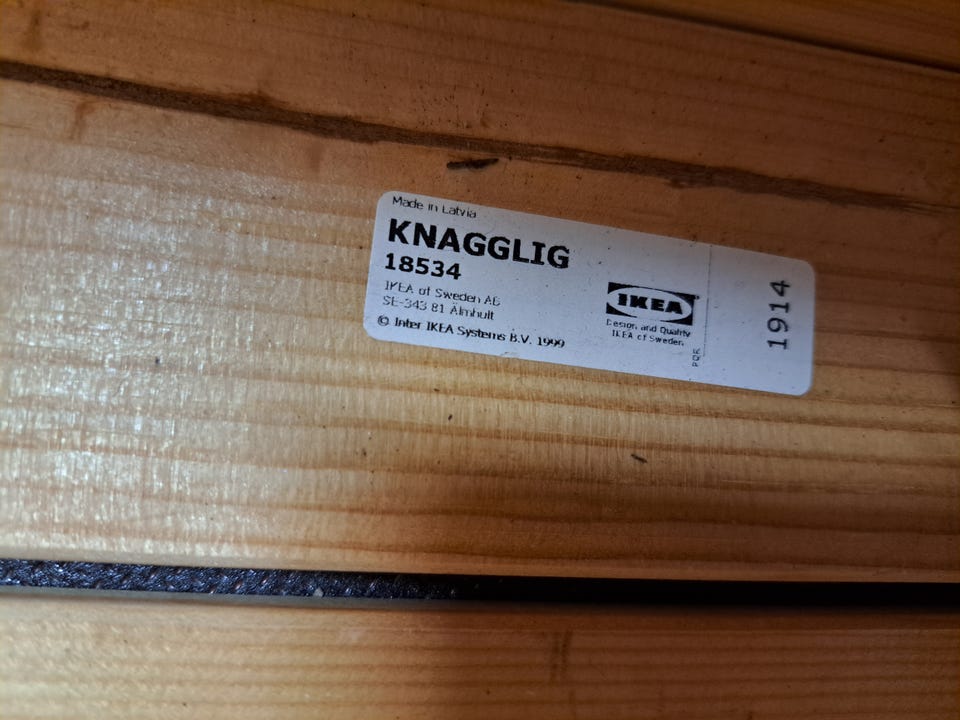 Made in Latvia
KNAGGLIG
18534
IKEA of Sweden AB
SE-343 81 Älmhult
© Inter IKEA Systems B.V. 1999
IKEA
Design and Quality
IKEA of Sweden
PQR
1914